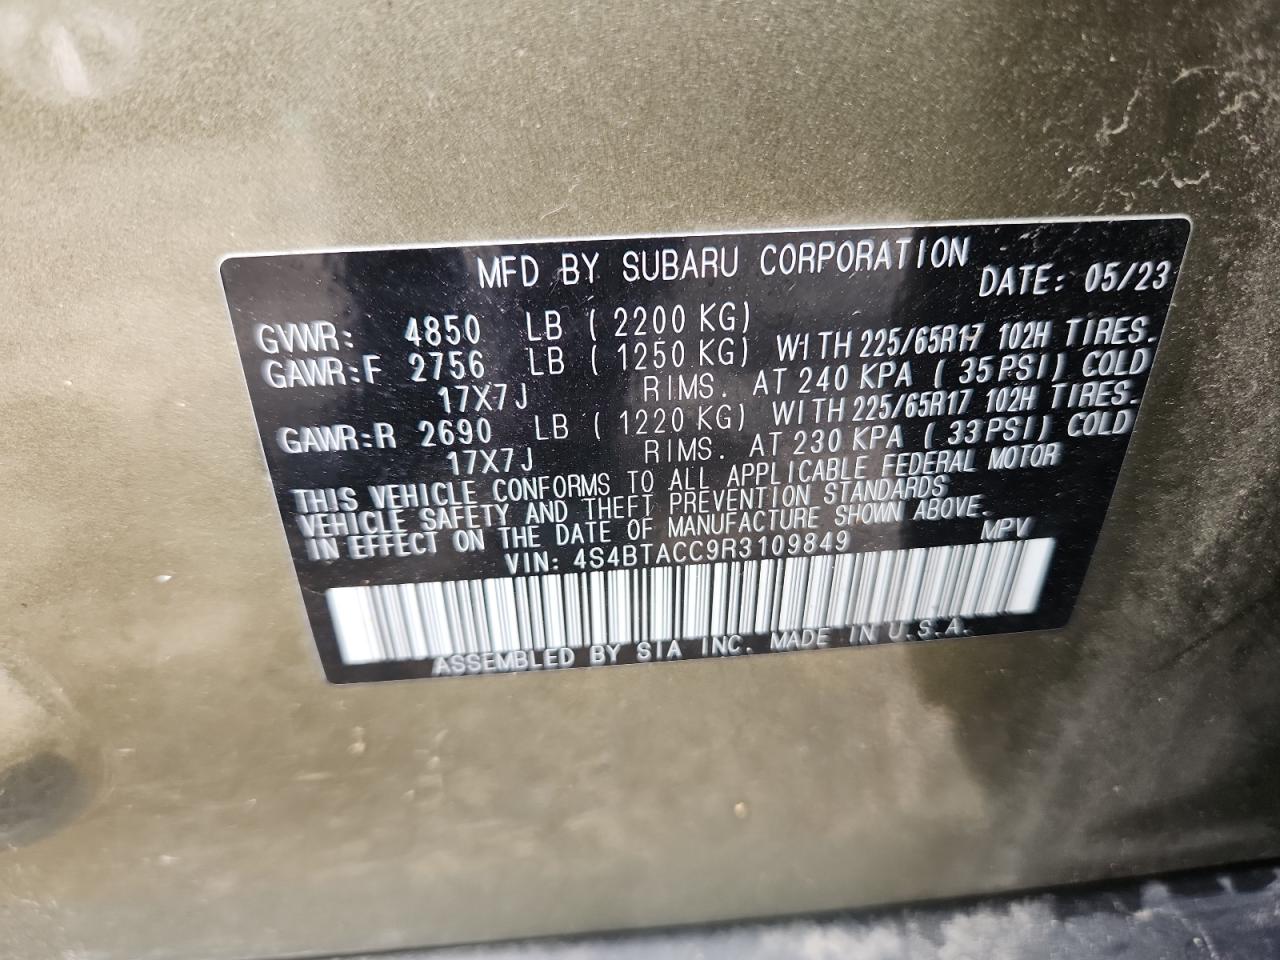 MFD BY SUBARU CORPORATION DATE: 05/23
GVWR: 4850 LB ( 2200 KG)
GAWR:F 2756 LB ( 1250 KG) WITH 225/65R17 102H TIRES.
17X7J RIMS. AT 240 KPA ( 35 PSI) COLD
GAWR:R 2690 LB ( 1220 KG) WITH 225/65R17 102H TIRES.
17X7J RIMS. AT 230 KPA ( 33 PSI) COLD
THIS VEHICLE CONFORMS TO ALL APPLICABLE FEDERAL MOTOR
VEHICLE SAFETY AND THEFT PREVENTION STANDARDS
IN EFFECT ON THE DATE OF MANUFACTURE SHOWN ABOVE.
VIN: 4S4BTACC9R3109849 MPV
ASSEMBLED BY SIA INC. MADE IN U.S.A.